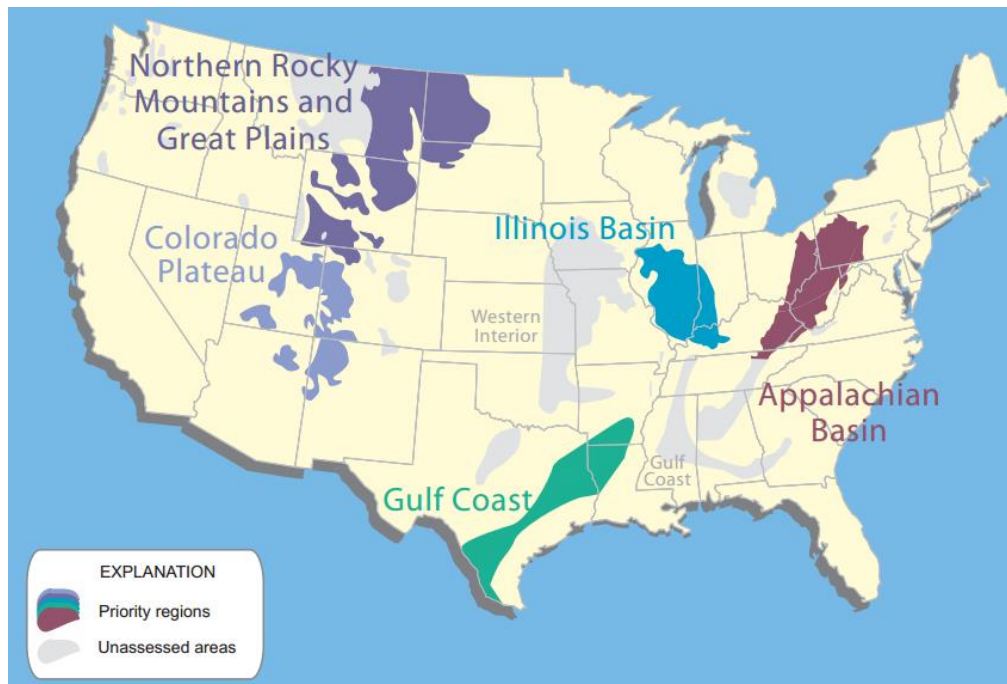 Northern Rocky
Mountains and
Great Plains
Colorado
Plateau
Illinois Basin
Western
Interior
Appalachian
Basin
Gulf
Coast
Gulf Coast
EXPLANATION
Priority regions
Unassessed areas